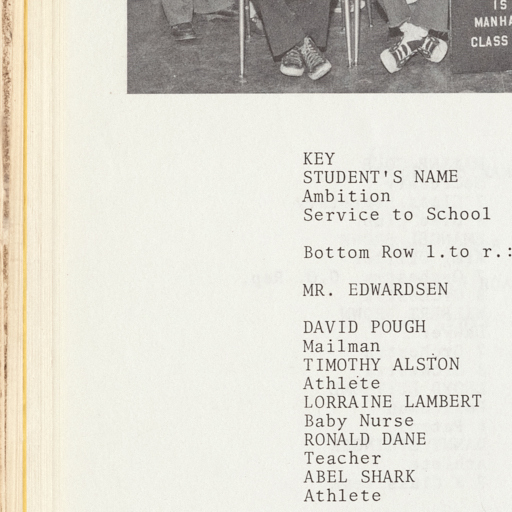 IS
MANHA
CLASS
KEY
STUDENT'S NAME
Ambition
Service to School
Bottom Row l.to r.:
MR. EDWARDSEN
DAVID POUGH
Mailman
TIMOTHY ALSTON
Athlete
LORRAINE LAMBERT
Baby Nurse
RONALD DANE
Teacher
ABEL SHARK
Athlete